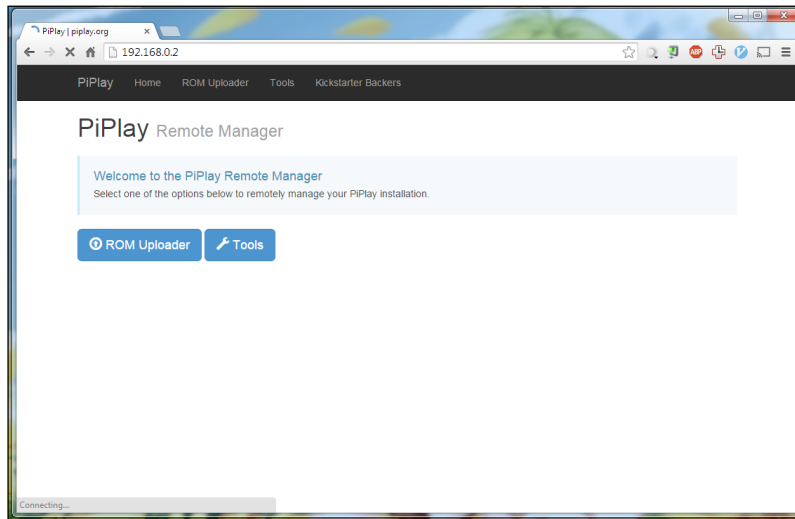 PiPlay | piplay.org
192.168.0.2
ABP
PiPlay Home ROM Uploader Tools Kickstarter Backers
PiPlay Remote Manager
Welcome to the PiPlay Remote Manager
Select one of the options below to remotely manage your PiPlay installation.
ROM Uploader Tools
Connecting...